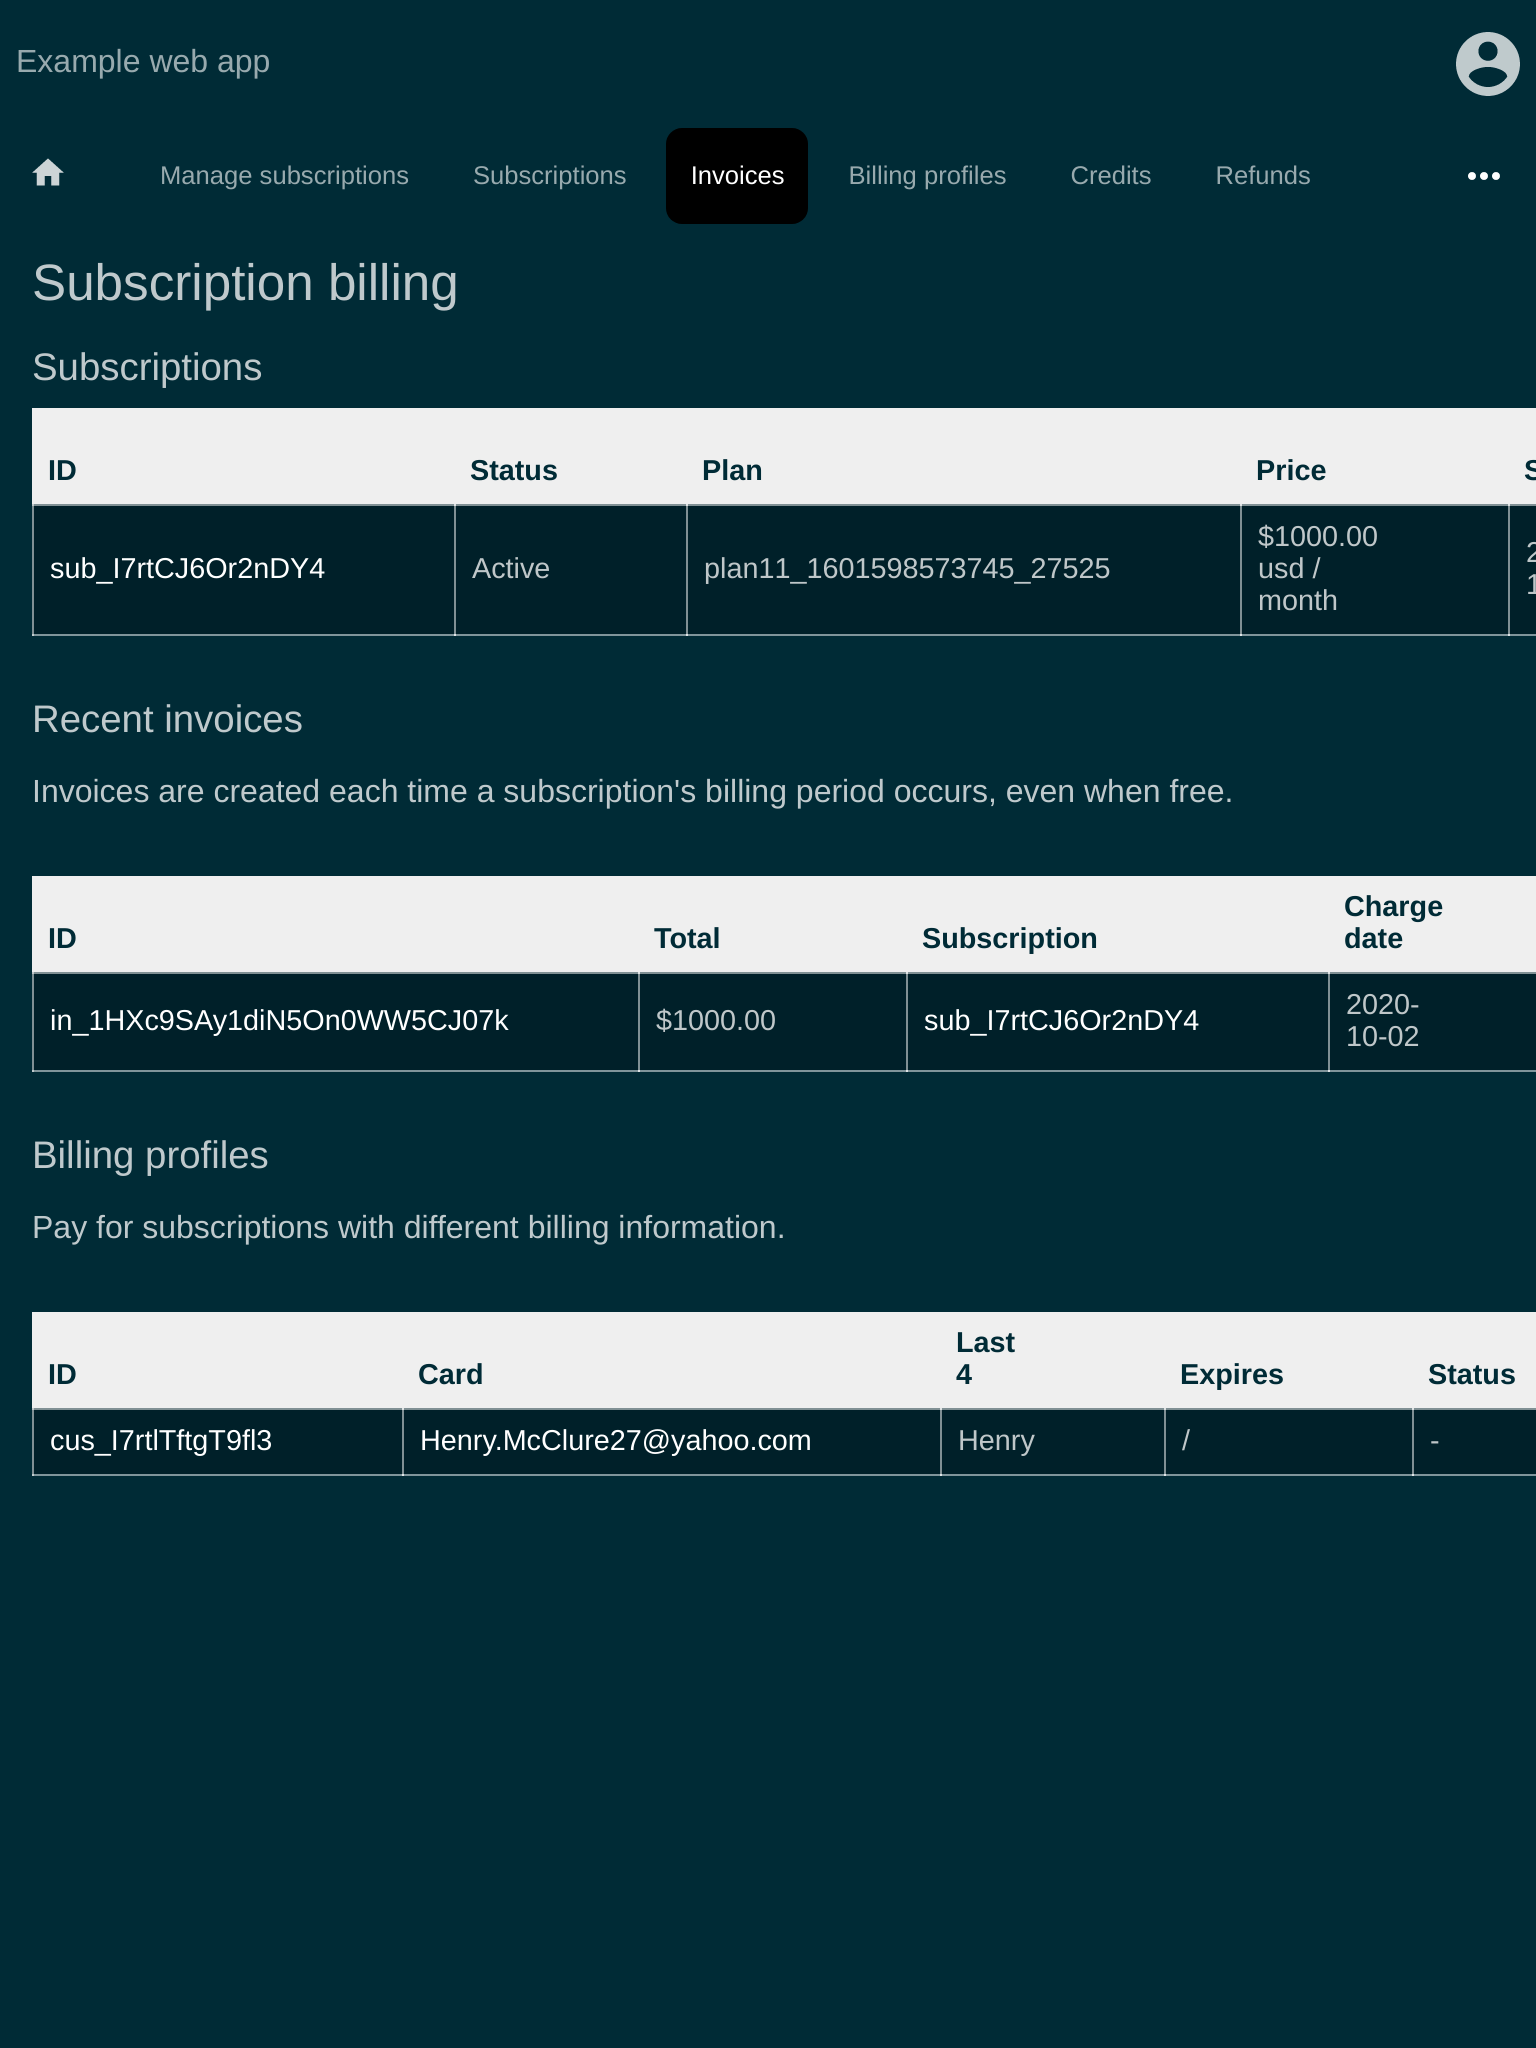 Example web app
Manage subscriptions Subscriptions Invoices Billing profiles Credits Refunds
Subscription billing
Subscriptions
ID Status Plan Price
sub_I7rtCJ6Or2nDY4 Active plan11_1601598573745_27525 $1000.00
usd /
month
Recent invoices
Invoices are created each time a subscription's billing period occurs, even when free.
ID Total Subscription Charge
date
in_1HXc9SAy1diN5On0WW5CJ07k $1000.00 sub_I7rtCJ6Or2nDY4 2020-
10-02
Billing profiles
Pay for subscriptions with different billing information.
ID Card Last
4 Expires Status
cus_I7rtlTftgT9fl3 Henry.McClure27@yahoo.com Henry / -